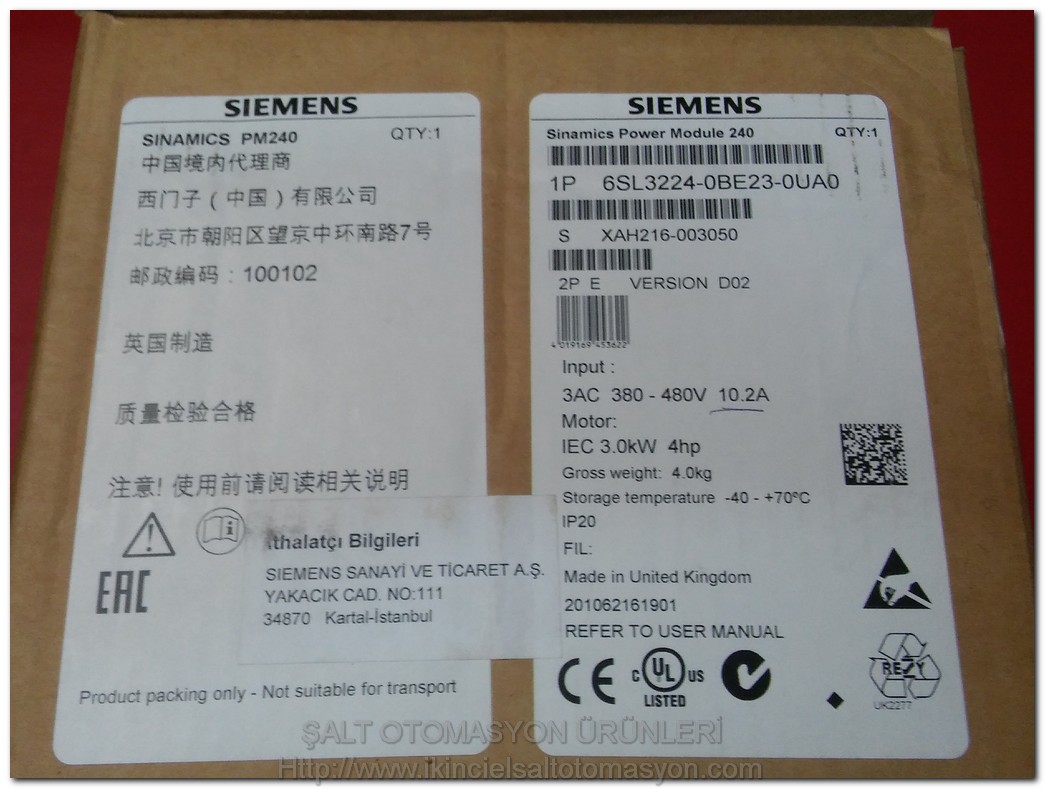 SIEMENS
SINAMICS PM240 QTY:1
中国境内代理商
西门子（中国）有限公司
北京市朝阳区望京中环南路7号
邮政编码：100102
英国制造
质量检验合格
注意! 使用前请阅读相关说明
EAC
İthalatçı Bilgileri
SIEMENS SANAYİ VE TİCARET A.Ş.
YAKACIK CAD. NO:111
34870 Kartal-İstanbul
Product packing only - Not suitable for transport
SIEMENS
Sinamics Power Module 240 QTY:1
1P 6SL3224-0BE23-0UA0
S XAH216-003050
2P E VERSION D02
4 019169 453622
Input :
3AC 380 - 480V 10.2A
Motor:
IEC 3.0kW 4hp
Gross weight: 4.0kg
Storage temperature -40 - +70ºC
IP20
FIL:
Made in United Kingdom
201062161901
REFER TO USER MANUAL
CE C UL US
LISTED
REZY
UK2277
ŞALT OTOMASYON ÜRÜNLERİ
Http://www.ikincielsaltotomasyon.com